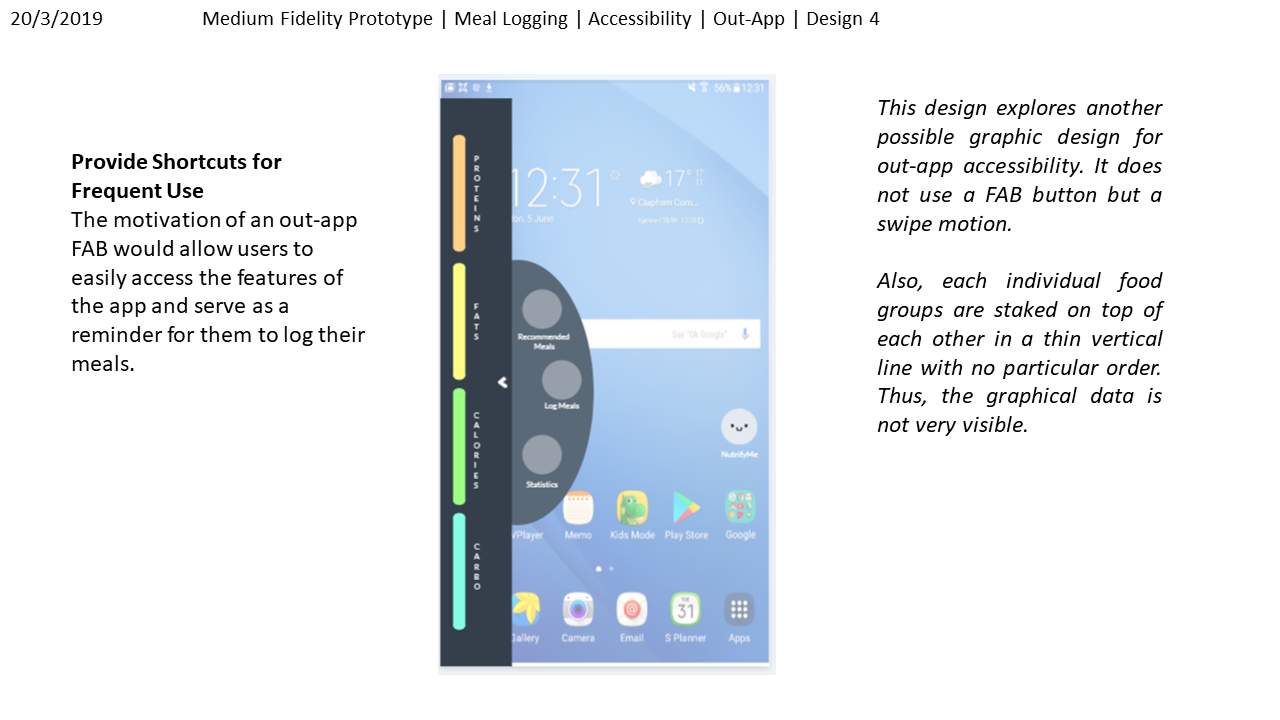 20/3/2019
Medium Fidelity Prototype | Meal Logging | Accessibility | Out-App | Design 4
Provide Shortcuts for
Frequent Use
The motivation of an out-app
FAB would allow users to
easily access the features of
the app and serve as a
reminder for them to log their
meals.
56% 12:31
PROTEINS
FATS
CALORIES
CARBO
12:31
17°
Clapham Com...
on, 5 June
Recommended
Meals
Log Meals
Statistics
Say "Ok Google"
NutrifyMe
VPlayer
Memo
Kids Mode
Play Store
Google
TUE
31
Gallery
Camera
Email
S Planner
Apps
This design explores another
possible graphic design for
out-app accessibility. It does
not use a FAB button but a
swipe motion.
Also, each individual food
groups are staked on top of
each other in a thin vertical
line with no particular order.
Thus, the graphical data is
not very visible.